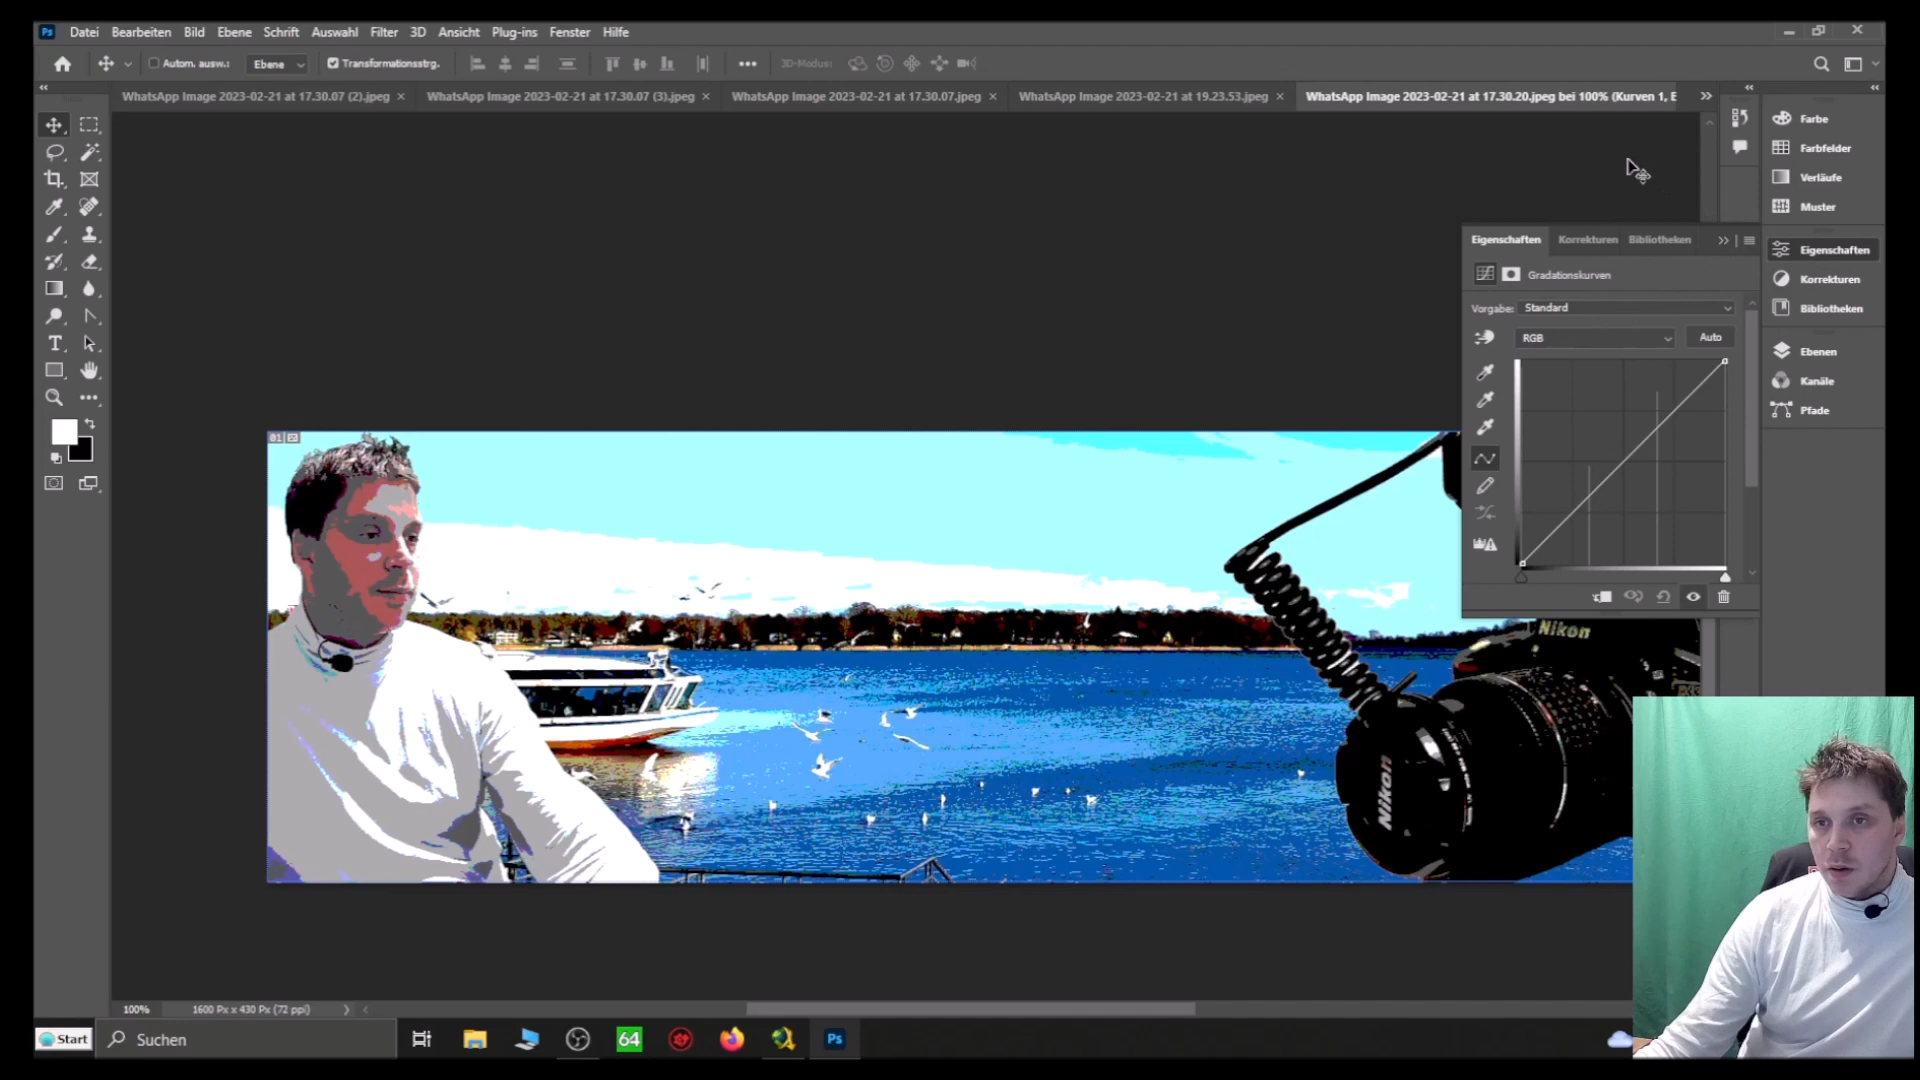 Ps Datei Bearbeiten Bild Ebene Schrift Auswahl Filter 3D Ansicht Plug-ins Fenster Hilfe
Autom. ausw.: Ebene Transformationsstrg. 3D-Modus:
WhatsApp Image 2023-02-21 at 17.30.07 (2).jpeg × WhatsApp Image 2023-02-21 at 17.30.07 (3).jpeg × WhatsApp Image 2023-02-21 at 17.30.07.jpeg × WhatsApp Image 2023-02-21 at 19.23.53.jpeg × WhatsApp Image 2023-02-21 at 17.30.20.jpeg bei 100% (Kurven 1, E
Farbe
Farbfelder
Verläufe
Muster
Eigenschaften Korrekturen Bibliotheken
Eigenschaften
Gradationskurven
Korrekturen
Vorgabe: Standard
Bibliotheken
RGB Auto
Ebenen
Kanäle
Pfade
01
Nikon
Nikon
100% 1600 Px x 430 Px (72 ppi)
Start Suchen 64 Ps